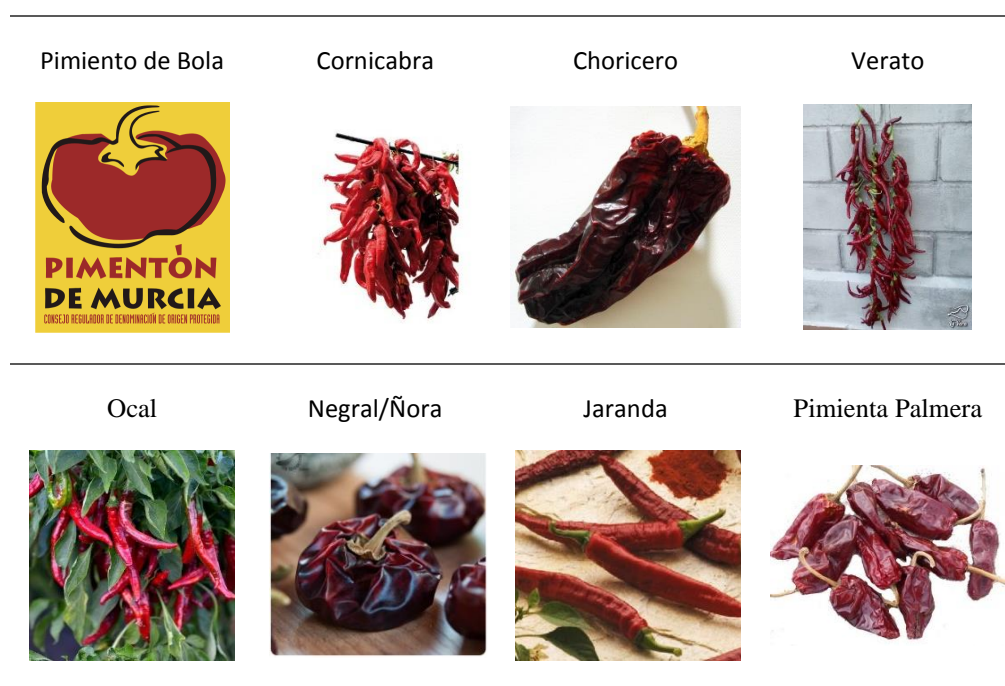 Pimiento de Bola
Cornicabra
Choricero
Verato
PIMENTÓN
DE MURCIA
CONSEJO REGULADOR DE DENOMINACIÓN DE ORIGEN PROTEGIDA
Ocal
Negral/Ñora
Jaranda
Pimienta Palmera